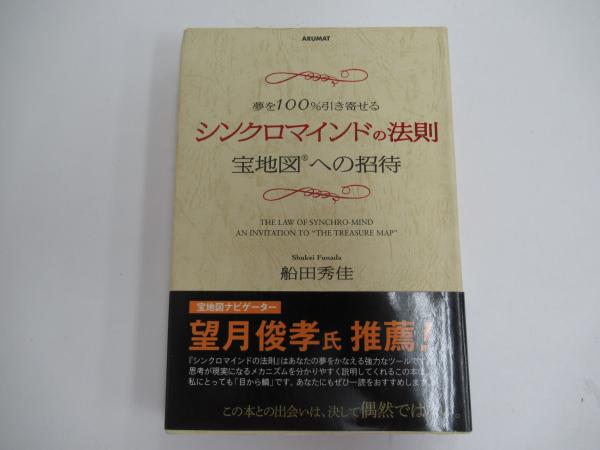 ARUMAT
夢を100%引き寄せる
シンクロマインドの法則
宝地図®への招待
THE LAW OF SYNCHRO-MIND
AN INVITATION TO "THE TREASURE MAP"
Shukei Funada
船田秀佳
宝地図ナビゲーター
望月俊孝氏 推薦!
『シンクロマインドの法則』はあなたの夢をかなえる強力なツールです
思考が現実になるメカニズムを分かりやすく説明してくれるこの本は
私にとっても「目から鱗」です。あなたにもぜひ一読をおすすめします
この本との出会いは、決して偶然では